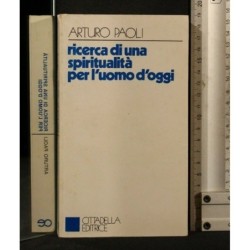 ARTURO PAOLI
ricerca di una
spiritualità
per l'uomo d'oggi
CITTADELLA
EDITRICE